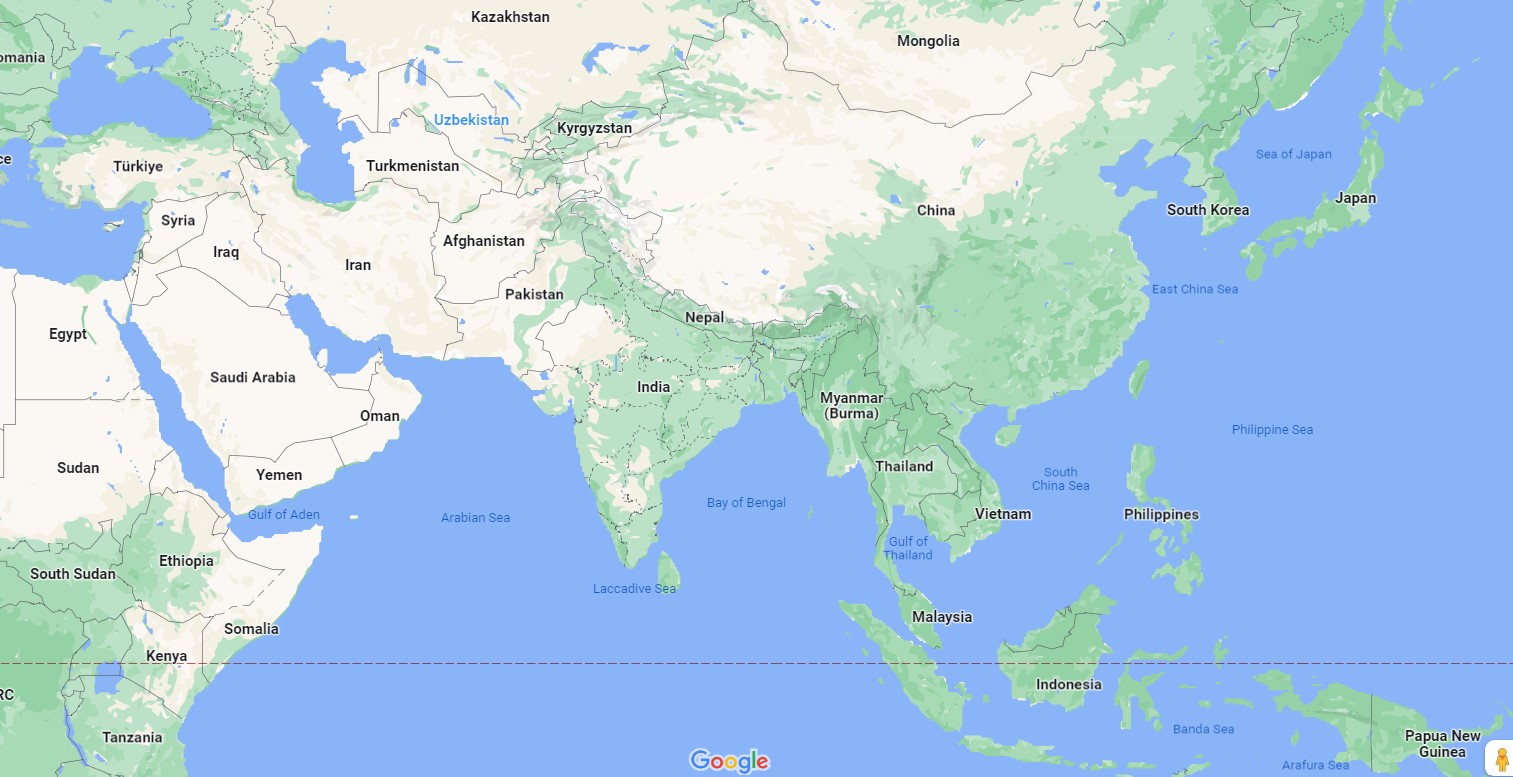 Kazakhstan
Mongolia
omania
Uzbekistan
Kyrgyzstan
Sea of Japan
ce
Türkiye
Turkmenistan
Japan
South Korea
China
Syria
Afghanistan
Iraq
Iran
East China Sea
Pakistan
Nepal
Egypt
Saudi Arabia
India
Myanmar
(Burma)
Oman
Philippine Sea
Sudan
Thailand
Yemen
South
China Sea
Bay of Bengal
Gulf of Aden
Arabian Sea
Vietnam
Philippines
Gulf of
Thailand
Ethiopia
South Sudan
Laccadive Sea
Malaysia
Somalia
Kenya
Indonesia
RC
Banda Sea
Tanzania
Papua New
Guinea
Google
Arafura Sea